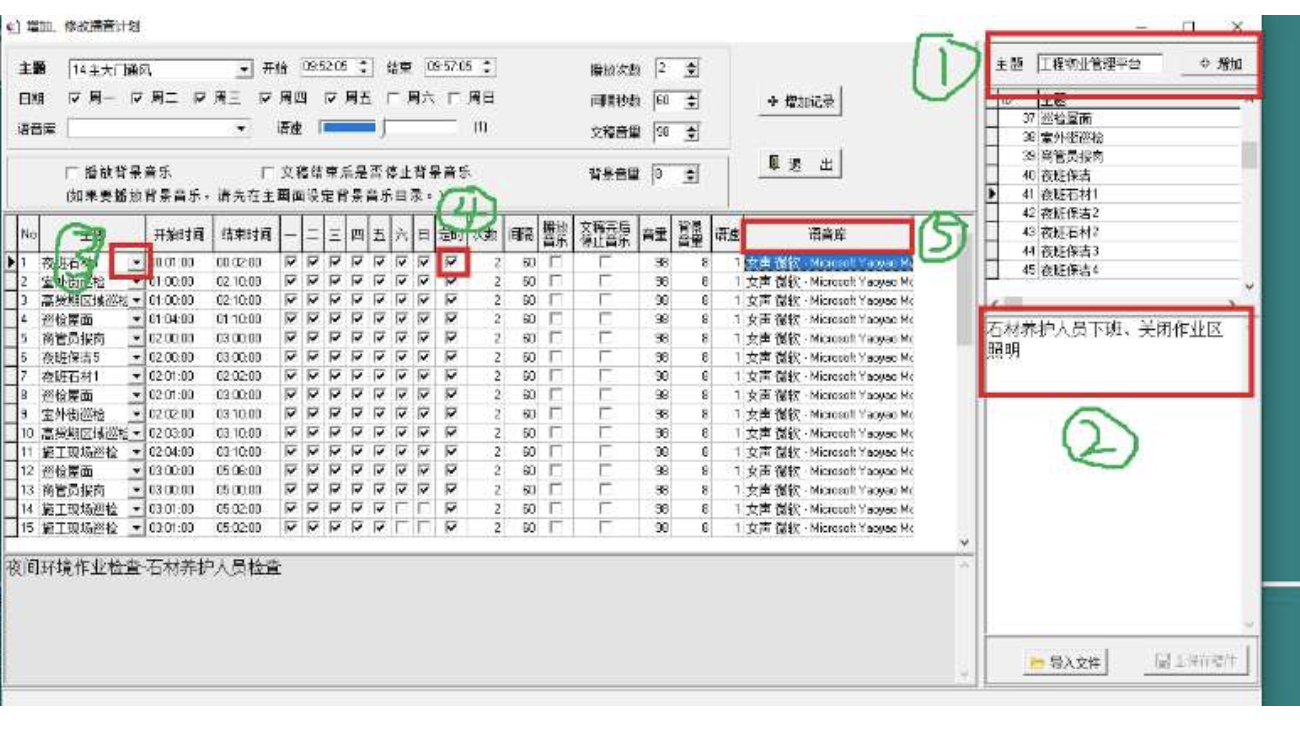 增加、修改播音计划
主题 14主大门通风 开始 09:52:05 结束 09:57:05 播放次数 2
日期 周一 周二 周三 周四 周五 周六 周日 间隔秒数 60 增加记录
语音库 语速 (1) 文稿音量 98
播放背景音乐 文稿结束后是否停止背景音乐 背景音量 0 退 出
(如果要播放背景音乐,请先在主画面设定背景音乐目录。)
① 主题 工程物业管理平台 增加
ID 主题
37 巡检屋面
38 室外街巡检
39 商管员报岗
40 夜班保洁
41 夜班石材1
42 夜班保洁2
43 夜班石材2
44 夜班保洁3
45 夜班保洁4
③ ④ ⑤
No 开始时间 结束时间 一 二 三 四 五 六 日 定时 次数 间隔 播放音乐 文稿完后停止音乐 音量 背景音量 语速 语音库
1 00:02:00 2 60 98 8 1 女声 微软 - Microsoft Yaoyao Mo
2 室外街巡检 01:00:00 02:10:00 2 60 98 8 1 女声 微软 - Microsoft Yaoyao Mo
3 高货期区域巡检 01:00:00 02:10:00 2 60 98 8 1 女声 微软 - Microsoft Yaoyao Mo
4 巡检屋面 01:04:00 01:10:00 2 60 98 8 1 女声 微软 - Microsoft Yaoyao Mo
5 商管员报岗 02:00:00 03:00:00 2 60 98 8 1 女声 微软 - Microsoft Yaoyao Mo
6 夜班保洁5 02:00:00 03:00:00 2 60 98 8 1 女声 微软 - Microsoft Yaoyao Mo
7 夜班石材1 02:01:00 02:02:00 2 60 98 8 1 女声 微软 - Microsoft Yaoyao Mo
8 巡检屋面 02:01:00 03:00:00 2 60 98 8 1 女声 微软 - Microsoft Yaoyao Mo
9 室外街巡检 02:02:00 03:10:00 2 60 98 8 1 女声 微软 - Microsoft Yaoyao Mo
10 高货期区域巡检 02:03:00 03:10:00 2 60 98 8 1 女声 微软 - Microsoft Yaoyao Mo
11 施工现场巡检 02:04:00 03:10:00 2 60 98 8 1 女声 微软 - Microsoft Yaoyao Mo
12 巡检屋面 03:00:00 05:06:00 2 60 98 8 1 女声 微软 - Microsoft Yaoyao Mo
13 商管员报岗 03:00:00 05:00:00 2 60 98 8 1 女声 微软 - Microsoft Yaoyao Mo
14 施工现场巡检 03:01:00 05:02:00 2 60 98 8 1 女声 微软 - Microsoft Yaoyao Mo
15 施工现场巡检 03:01:00 05:02:00 2 60 98 8 1 女声 微软 - Microsoft Yaoyao Mo
石材养护人员下班、关闭作业区
照明
②
夜间环境作业检查-石材养护人员检查
导入文件